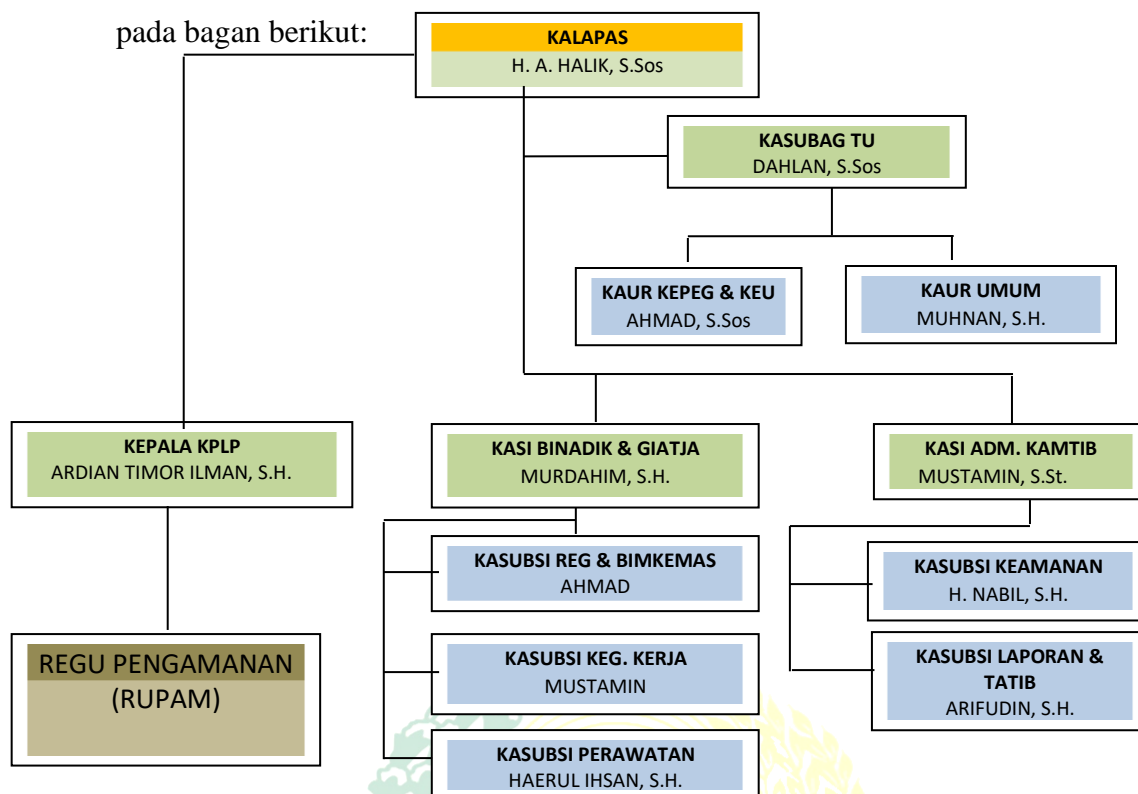 pada bagan berikut:
KALAPAS
H. A. HALIK, S.Sos
KASUBAG TU
DAHLAN, S.Sos
KAUR KEPEG & KEU
AHMAD, S.Sos
KAUR UMUM
MUHNAN, S.H.
KEPALA KPLP
ARDIAN TIMOR ILMAN, S.H.
KASI BINADIK & GIATJA
MURDAHIM, S.H.
KASI ADM. KAMTIB
MUSTAMIN, S.St.
KASUBSI REG & BIMKEMAS
AHMAD
KASUBSI KEAMANAN
H. NABIL, S.H.
REGU PENGAMANAN
(RUPAM)
KASUBSI KEG. KERJA
MUSTAMIN
KASUBSI LAPORAN &
TATIB
ARIFUDIN, S.H.
KASUBSI PERAWATAN
HAERUL IHSAN, S.H.